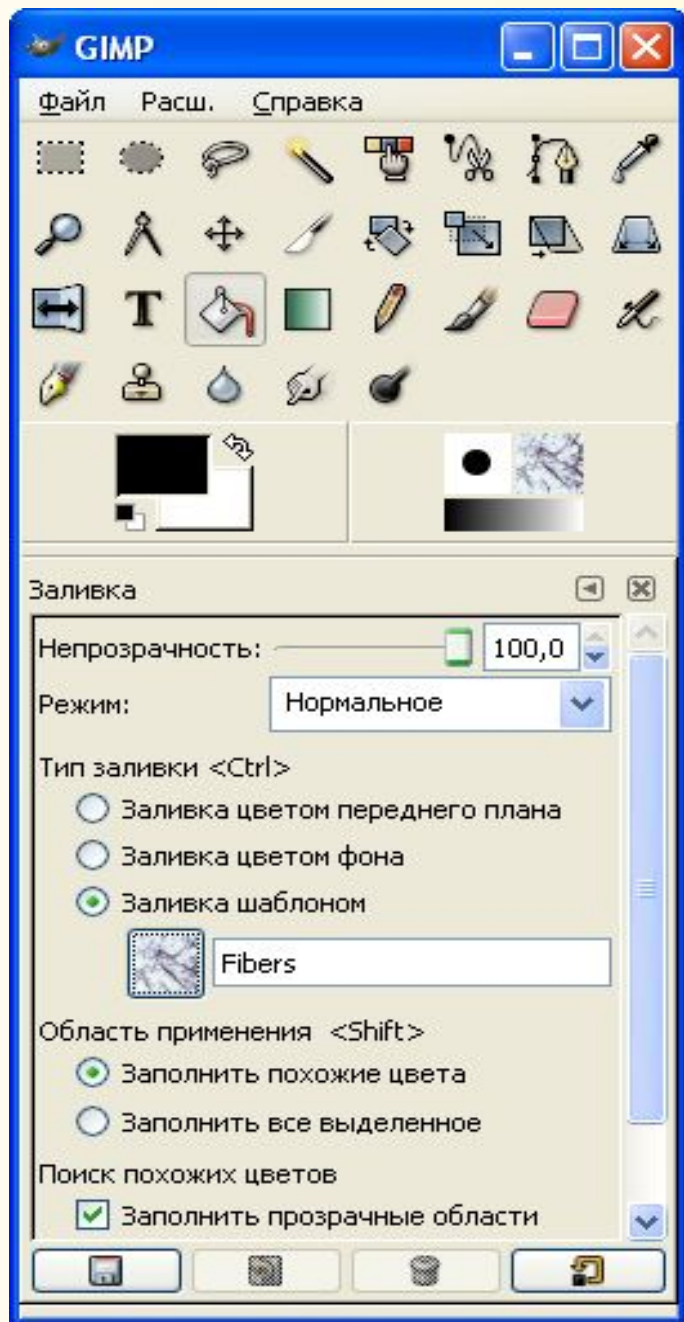 GIMP
Файл Расш. Справка
Заливка
Непрозрачность: 100,0
Режим: Нормальное
Тип заливки <Ctrl>
Заливка цветом переднего плана
Заливка цветом фона
Заливка шаблоном
Fibers
Область применения <Shift>
Заполнить похожие цвета
Заполнить все выделенное
Поиск похожих цветов
Заполнить прозрачные области